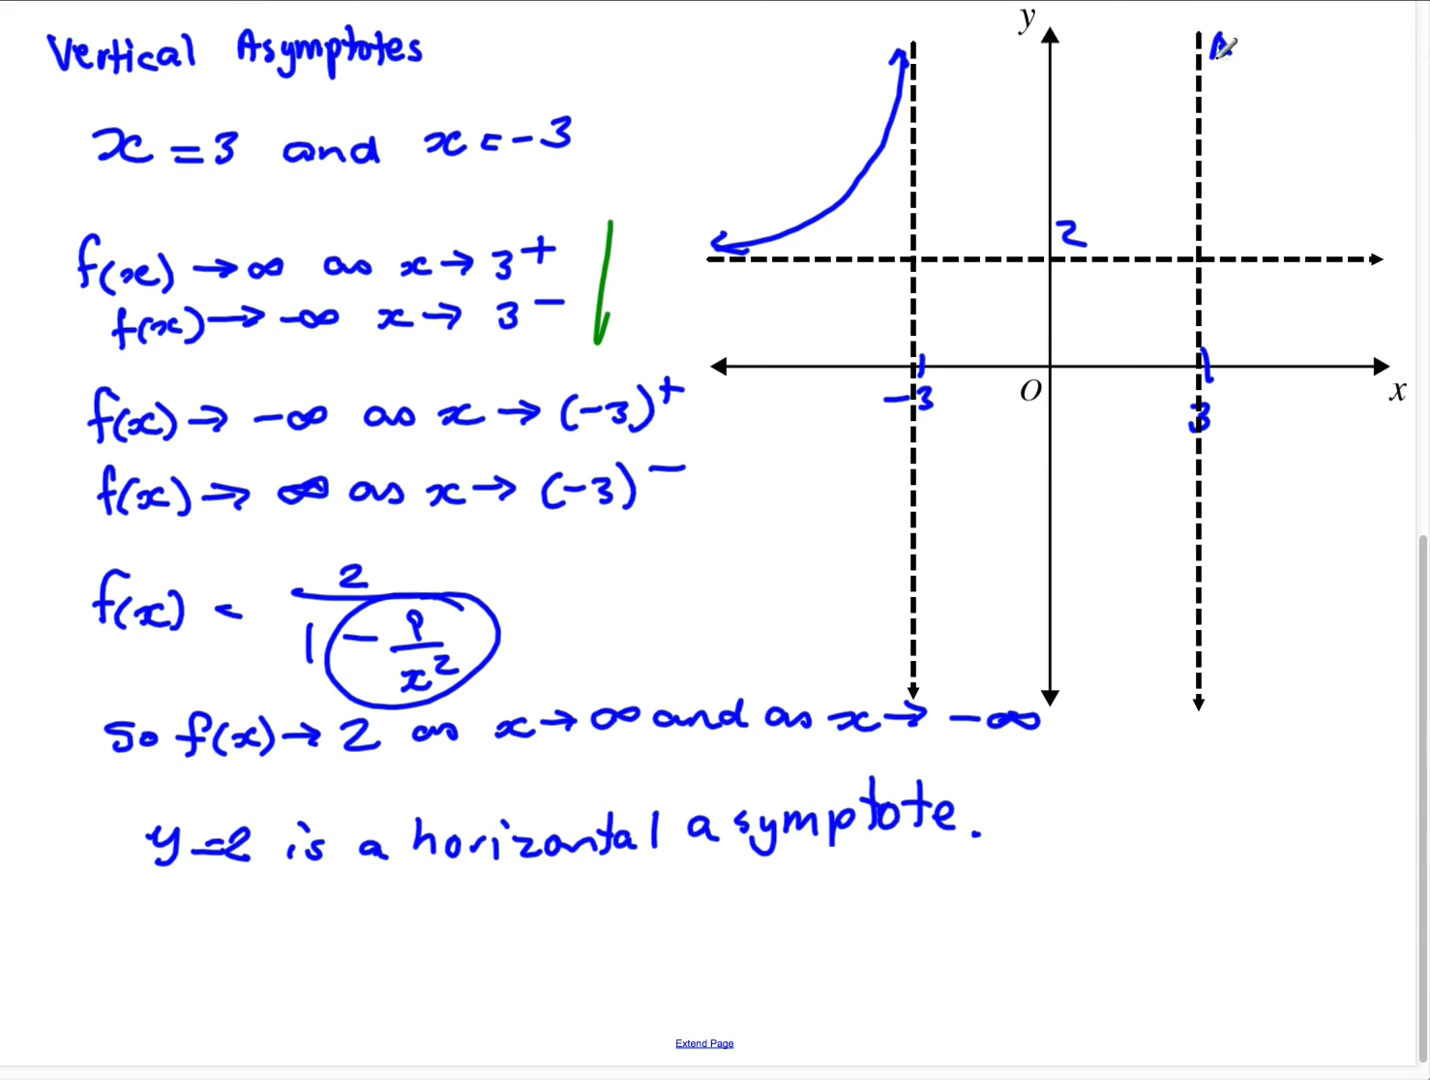 Vertical Asymptotes
x = 3 and x = -3
f(x) → ∞ as x → 3⁺
f(x) → -∞ x → 3⁻
f(x) → -∞ as x → (-3)⁺
f(x) → ∞ as x → (-3)⁻
f(x) = 2
1 - 9
x²
so f(x) → 2 as x → ∞ and as x → -∞
y = 2 is a horizontal asymptote.
y
2
-3
O
3
x
Extend Page